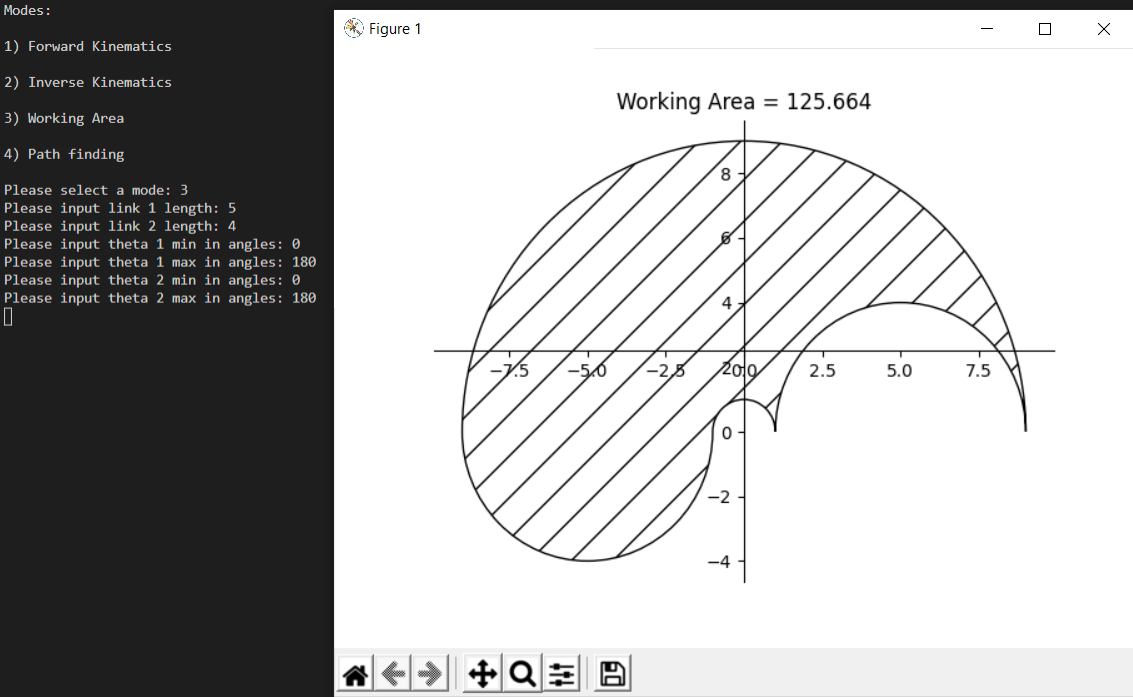 Modes:
1) Forward Kinematics
2) Inverse Kinematics
3) Working Area
4) Path finding
Please select a mode: 3
Please input link 1 length: 5
Please input link 2 length: 4
Please input theta 1 min in angles: 0
Please input theta 1 max in angles: 180
Please input theta 2 min in angles: 0
Please input theta 2 max in angles: 180
Figure 1
Working Area = 125.664
8
6
4
−7.5 −5.0 −2.5 2 0.0 2.5 5.0 7.5
0
−2
−4